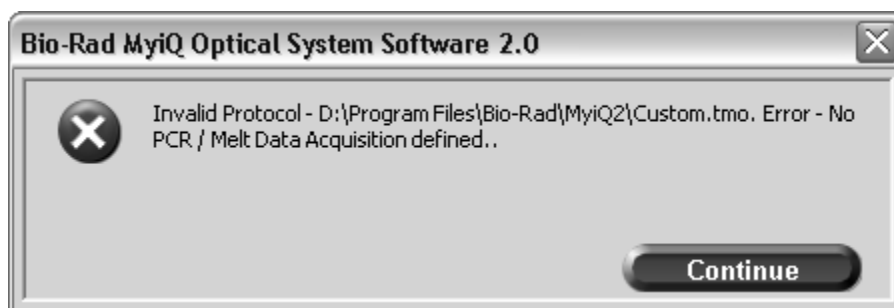 Bio-Rad MyiQ Optical System Software 2.0
Invalid Protocol - D:\Program Files\Bio-Rad\MyiQ2\Custom.tmo. Error - No
PCR / Melt Data Acquisition defined..
Continue